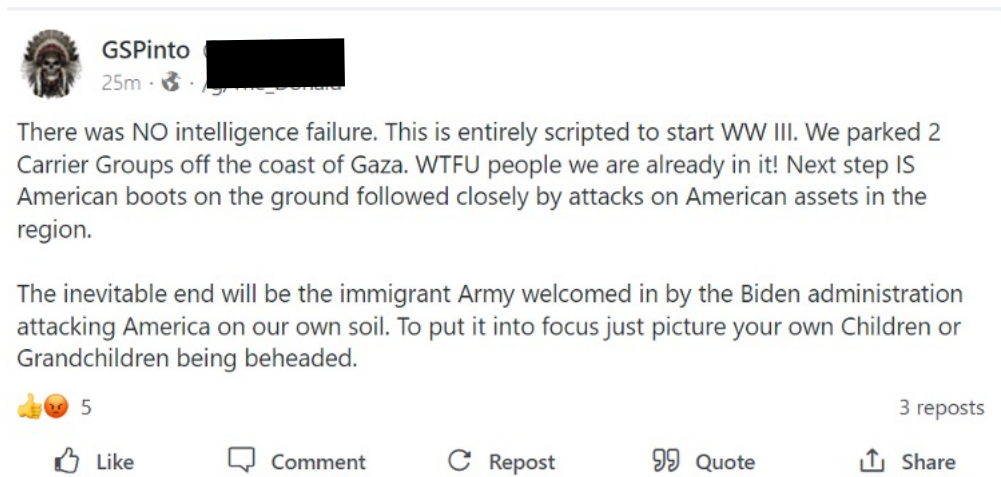 GSPinto
25m
There was NO intelligence failure. This is entirely scripted to start WW III. We parked 2
Carrier Groups off the coast of Gaza. WTFU people we are already in it! Next step IS
American boots on the ground followed closely by attacks on American assets in the
region.
The inevitable end will be the immigrant Army welcomed in by the Biden administration
attacking America on our own soil. To put it into focus just picture your own Children or
Grandchildren being beheaded.
5
3 reposts
Like
Comment
Repost
Quote
Share